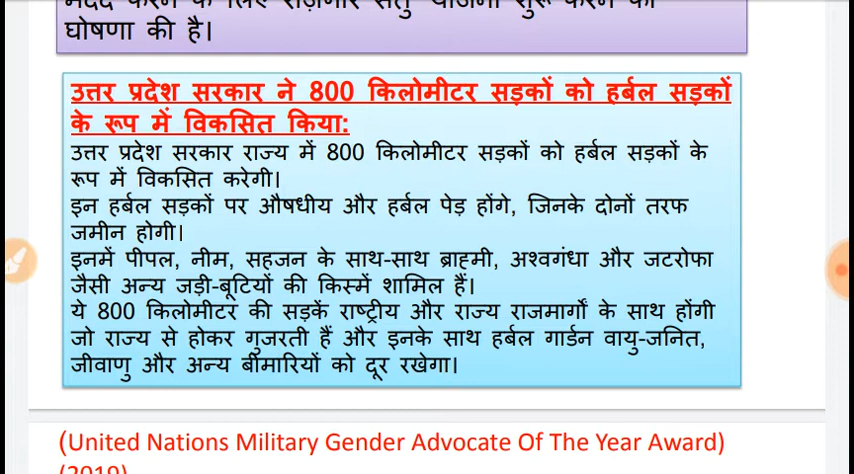 घोषणा की है।
उत्तर प्रदेश सरकार ने 800 किलोमीटर सड़कों को हर्बल सड़कों
के रूप में विकसित किया:
उत्तर प्रदेश सरकार राज्य में 800 किलोमीटर सड़कों को हर्बल सड़कों के
रूप में विकसित करेगी।
इन हर्बल सड़कों पर औषधीय और हर्बल पेड़ होंगे, जिनके दोनों तरफ
जमीन होगी।
इनमें पीपल, नीम, सहजन के साथ-साथ ब्राह्मी, अश्वगंधा और जटरोफा
जैसी अन्य जड़ी-बूटियों की किस्में शामिल हैं।
ये 800 किलोमीटर की सड़कें राष्ट्रीय और राज्य राजमार्गों के साथ होंगी
जो राज्य से होकर गुजरती हैं और इनके साथ हर्बल गार्डन वायु-जनित,
जीवाणु और अन्य बीमारियों को दूर रखेगा।
(United Nations Military Gender Advocate Of The Year Award)
(2019)